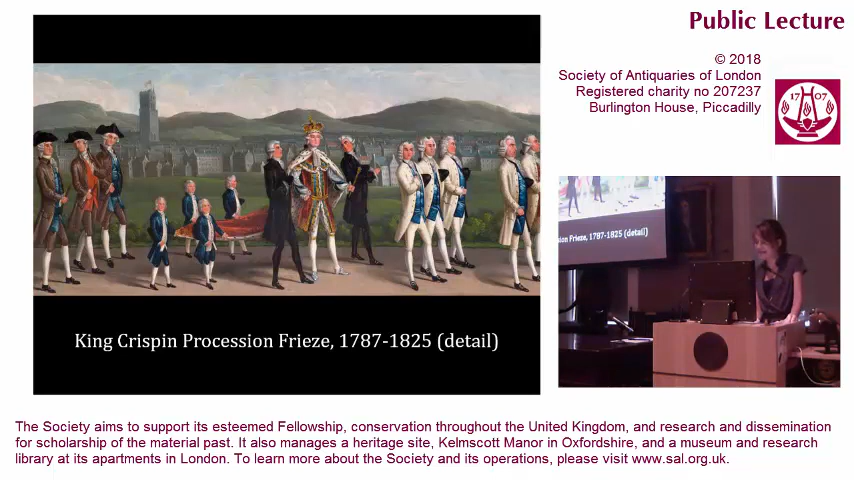 Public Lecture
© 2018
Society of Antiquaries of London
Registered charity no 207237
Burlington House, Piccadilly
17 07
King Crispin Procession Frieze, 1787-1825 (detail)
Frieze, 1787-1825 (detail)
The Society aims to support its esteemed Fellowship, conservation throughout the United Kingdom, and research and dissemination
for scholarship of the material past. It also manages a heritage site, Kelmscott Manor in Oxfordshire, and a museum and research
library at its apartments in London. To learn more about the Society and its operations, please visit www.sal.org.uk.